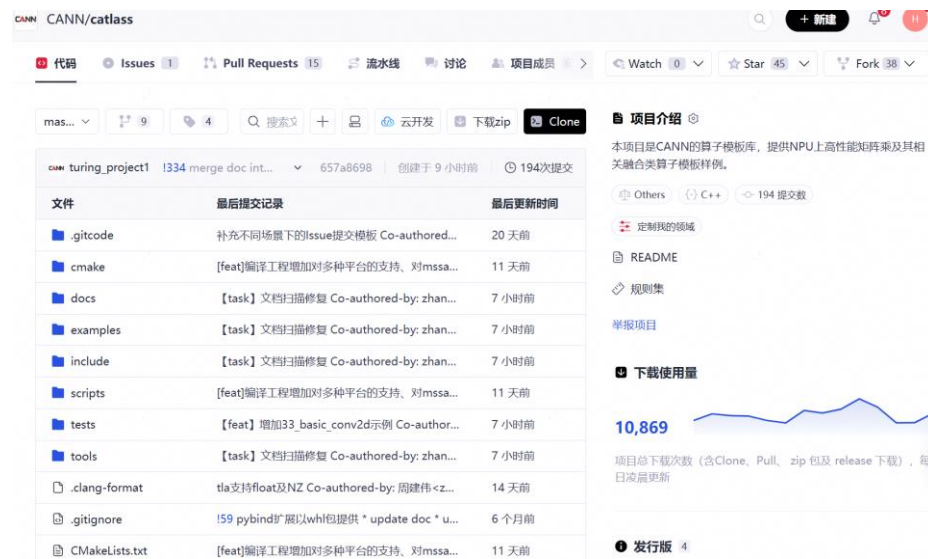 CANN CANN/catlass
新建
H
代码 Issues 1 Pull Requests 15 流水线 讨论 项目成员
Watch 0 Star 45 Fork 38
mas... 9 4 搜索文 云开发 下载zip Clone
CANN turing_project1 !334 merge doc int... 657a8698 创建于 9 小时前 194次提交
文件 最后提交记录 最后更新时间
.gitcode 补充不同场景下的Issue提交模板 Co-authored... 20 天前
cmake [feat]编译工程增加对多种平台的支持、对mssa... 11 天前
docs 【task】文档扫描修复 Co-authored-by: zhan... 7 小时前
examples 【task】文档扫描修复 Co-authored-by: zhan... 7 小时前
include 【task】文档扫描修复 Co-authored-by: zhan... 7 小时前
scripts [feat]编译工程增加对多种平台的支持、对mssa... 11 天前
tests 【feat】增加33_basic_conv2d示例 Co-author... 7 小时前
tools 【task】文档扫描修复 Co-authored-by: zhan... 7 小时前
.clang-format tla支持float及NZ Co-authored-by: 周建伟<z... 14 天前
.gitignore !59 pybind扩展以whl包提供 * update doc * u... 6 个月前
CMakeLists.txt [feat]编译工程增加对多种平台的支持、对mssa... 11 天前
项目介绍
本项目是CANN的算子模板库，提供NPU上高性能矩阵乘及其相
关融合类算子模板样例。
Others C++ 194 提交数
定制我的领域
README
规则集
举报项目
下载使用量
10,869
项目总下载次数（含Clone、Pull、 zip 包及 release 下载），每
日凌晨更新
发行版 4